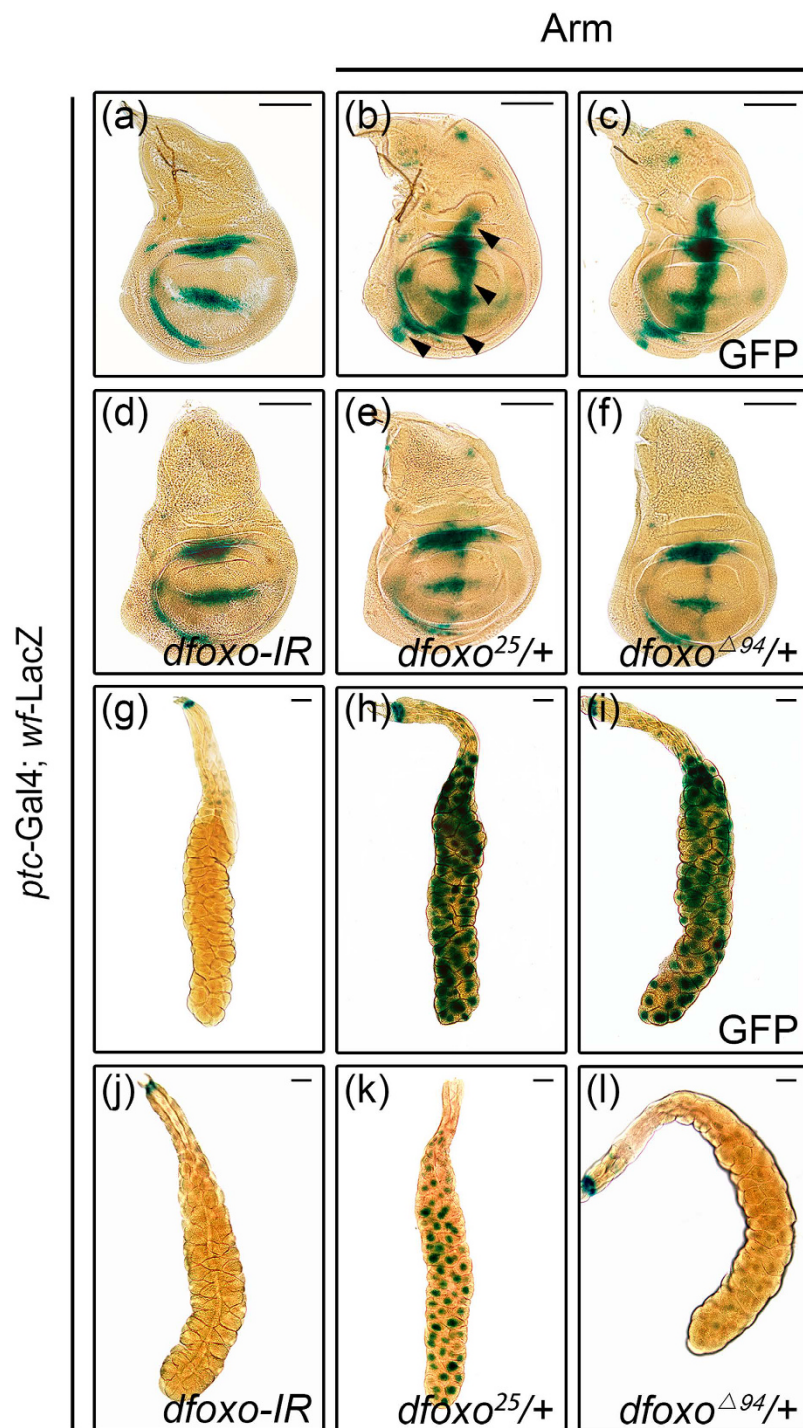 Arm
ptc-Gal4; wf-LacZ
(a)
(b)
(c)
GFP
(d)
dfoxo-IR
(e)
dfoxo25/+
(f)
dfoxo△94/+
(g)
(h)
(i)
GFP
(j)
dfoxo-IR
(k)
dfoxo25/+
(l)
dfoxo△94/+